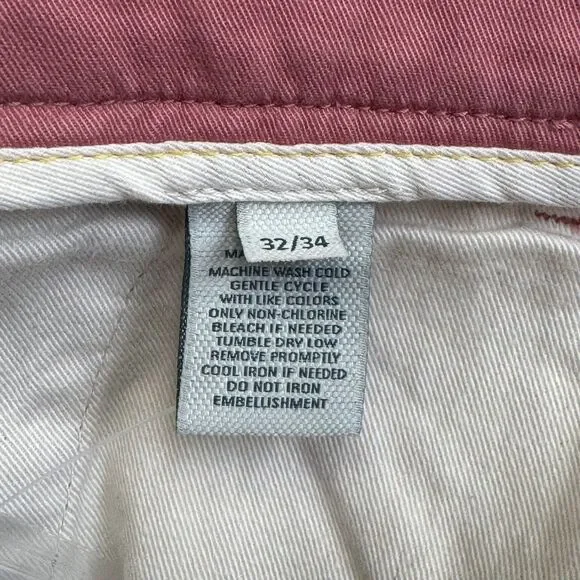 32/34
MACHINE WASH COLD
GENTLE CYCLE
WITH LIKE COLORS
ONLY NON-CHLORINE
BLEACH IF NEEDED
TUMBLE DRY LOW
REMOVE PROMPTLY
COOL IRON IF NEEDED
DO NOT IRON
EMBELLISHMENT